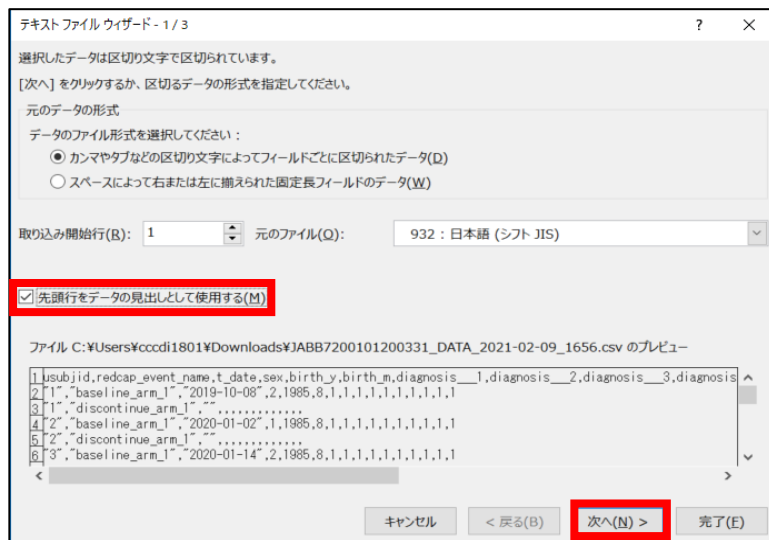 テキスト ファイル ウィザード - 1 / 3 ? ×
選択したデータは区切り文字で区切られています。
[次へ] をクリックするか、区切るデータの形式を指定してください。
元のデータの形式
データのファイル形式を選択してください :
カンマやタブなどの区切り文字によってフィールドごとに区切られたデータ(D)
スペースによって右または左に揃えられた固定長フィールドのデータ(W)
取り込み開始行(R): 1 元のファイル(O): 932 : 日本語 (シフト JIS)
先頭行をデータの見出しとして使用する(M)
ファイル C:¥Users¥cccdi1801¥Downloads¥JABB7200101200331_DATA_2021-02-09_1656.csv のプレビュー
1 usubjid,redcap_event_name,t_date,sex,birth_y,birth_m,diagnosis___1,diagnosis___2,diagnosis___3,diagnosis
2 "1","baseline_arm_1","2019-10-08",2,1985,8,1,1,1,1,1,1,1,1,1,1
3 "1","discontinue_arm_1","",,,,,,,,,,,,,
4 "2","baseline_arm_1","2020-01-02",1,1985,8,1,1,1,1,1,1,1,1,1,1
5 "2","discontinue_arm_1","",,,,,,,,,,,,,
6 "3","baseline_arm_1","2020-01-14",2,1985,8,1,1,1,1,1,1,1,1,1,1
キャンセル < 戻る(B) 次へ(N) > 完了(F)